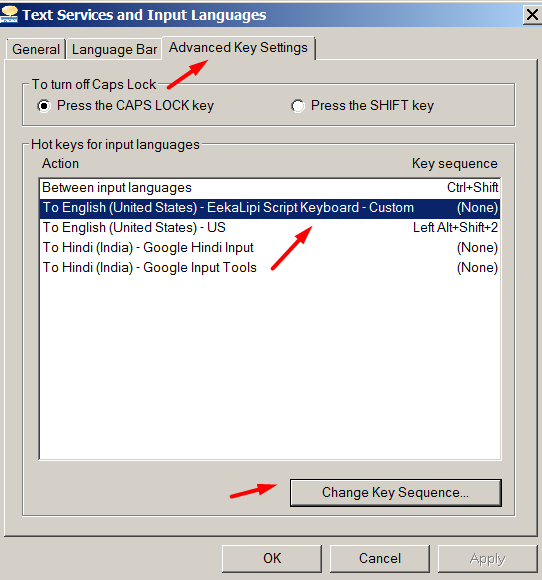 Text Services and Input Languages
General Language Bar Advanced Key Settings
To turn off Caps Lock
Press the CAPS LOCK key Press the SHIFT key
Hot keys for input languages
Action Key sequence
Between input languages Ctrl+Shift
To English (United States) - EekaLipi Script Keyboard - Custom (None)
To English (United States) - US Left Alt+Shift+2
To Hindi (India) - Google Hindi Input (None)
To Hindi (India) - Google Input Tools (None)
Change Key Sequence...
OK Cancel Apply